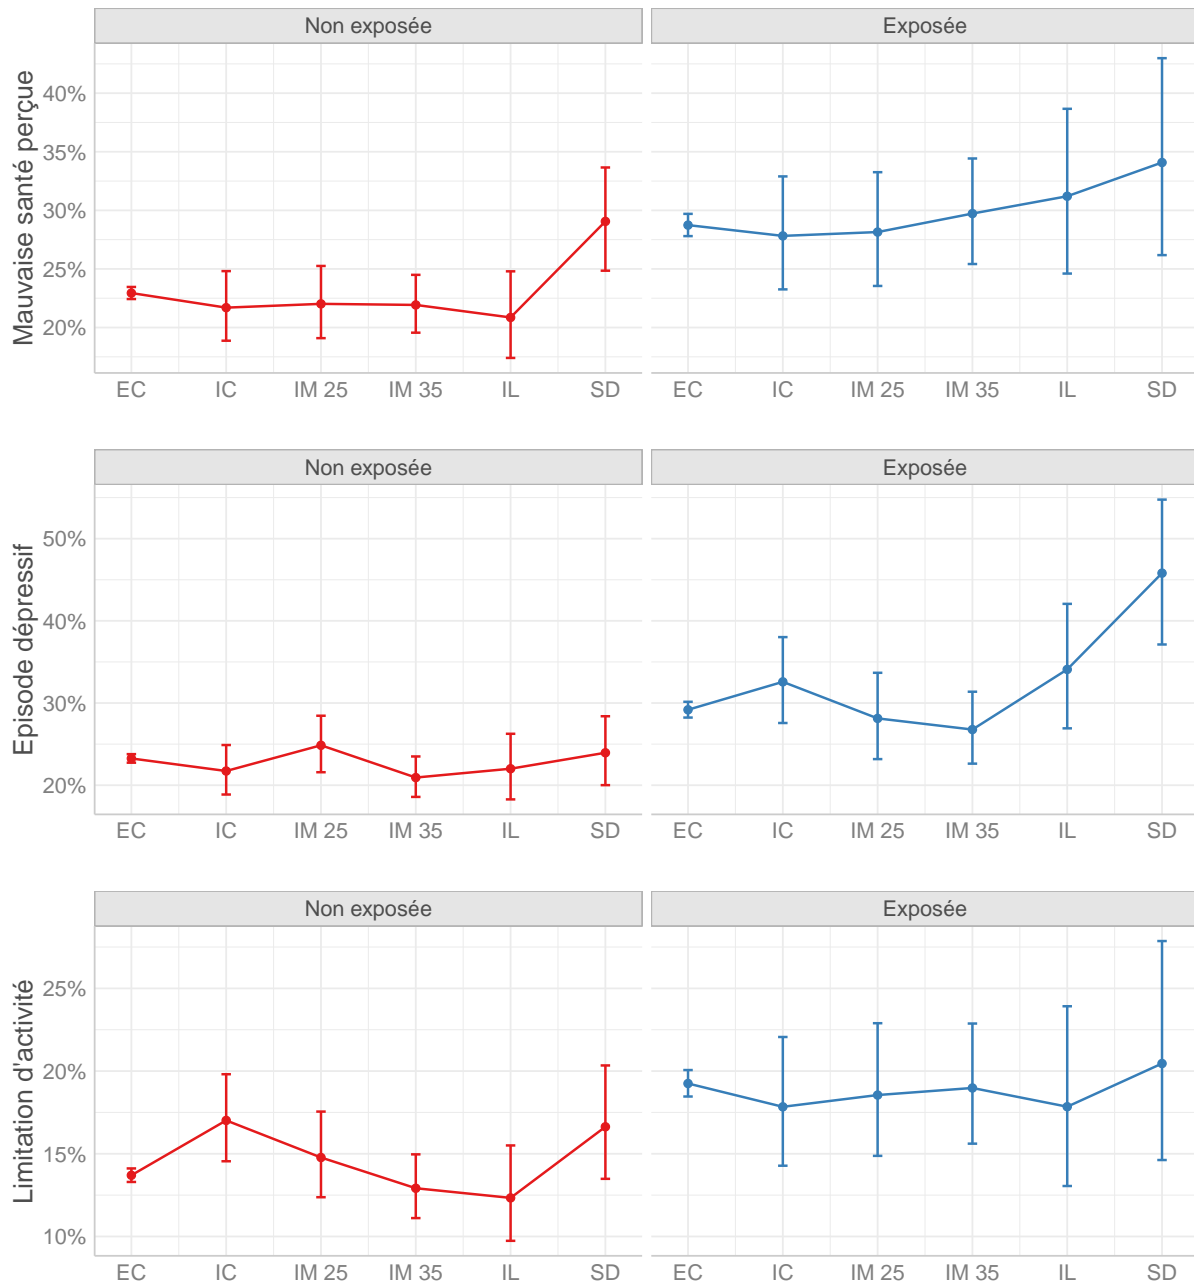 Non exposée
Exposée
Mauvaise santé perçue
40%
35%
30%
25%
20%
EC IC IM 25 IM 35 IL SD
EC IC IM 25 IM 35 IL SD
Non exposée
Exposée
Episode dépressif
50%
40%
30%
20%
EC IC IM 25 IM 35 IL SD
EC IC IM 25 IM 35 IL SD
Non exposée
Exposée
Limitation d'activité
25%
20%
15%
10%
EC IC IM 25 IM 35 IL SD
EC IC IM 25 IM 35 IL SD